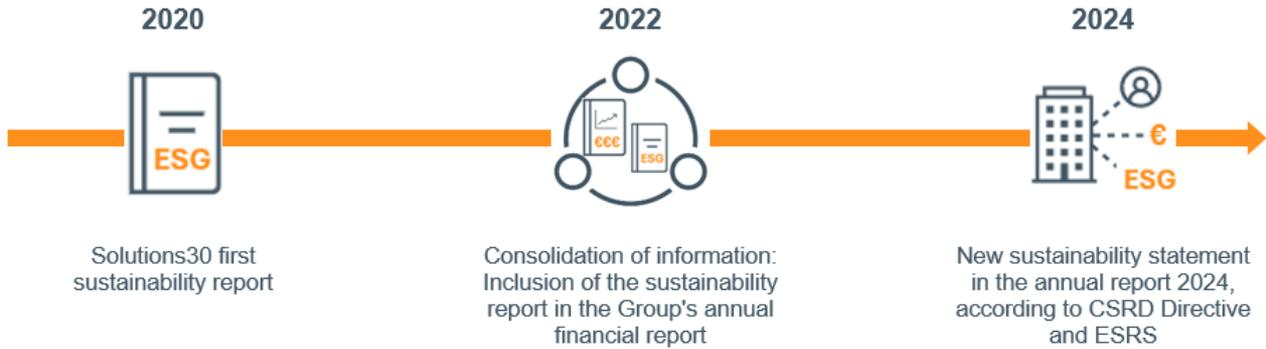 2020
2022
2024
ESG
€€€
ESG
€
ESG
Solutions30 first
sustainability report
Consolidation of information:
Inclusion of the sustainability
report in the Group's annual
financial report
New sustainability statement
in the annual report 2024,
according to CSRD Directive
and ESRS